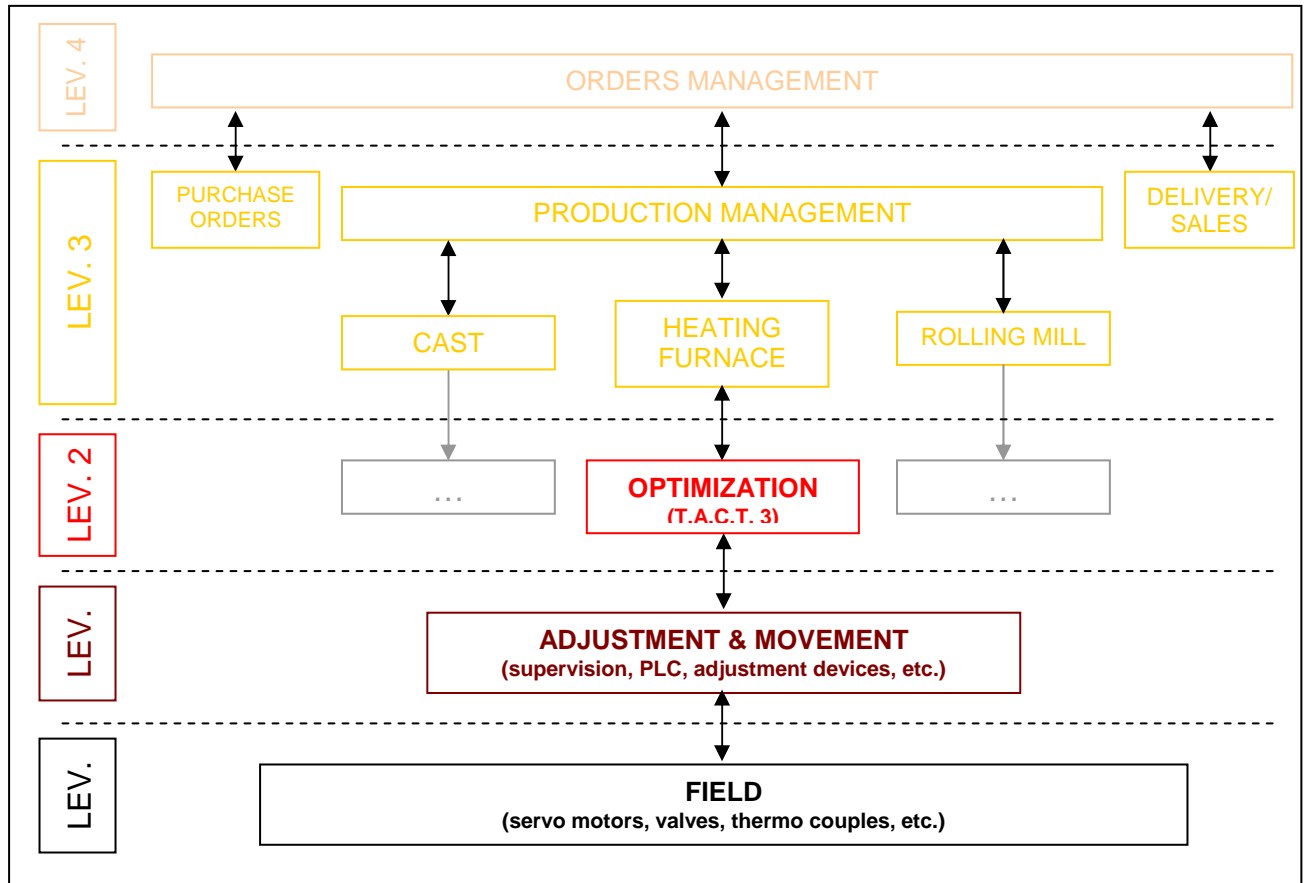 LEV. 4
ORDERS MANAGEMENT
LEV. 3
PURCHASE
ORDERS
PRODUCTION MANAGEMENT
DELIVERY/
SALES
CAST
HEATING
FURNACE
ROLLING MILL
LEV. 2
...
OPTIMIZATION
(T.A.C.T. 3)
...
LEV.
ADJUSTMENT & MOVEMENT
(supervision, PLC, adjustment devices, etc.)
LEV.
FIELD
(servo motors, valves, thermo couples, etc.)